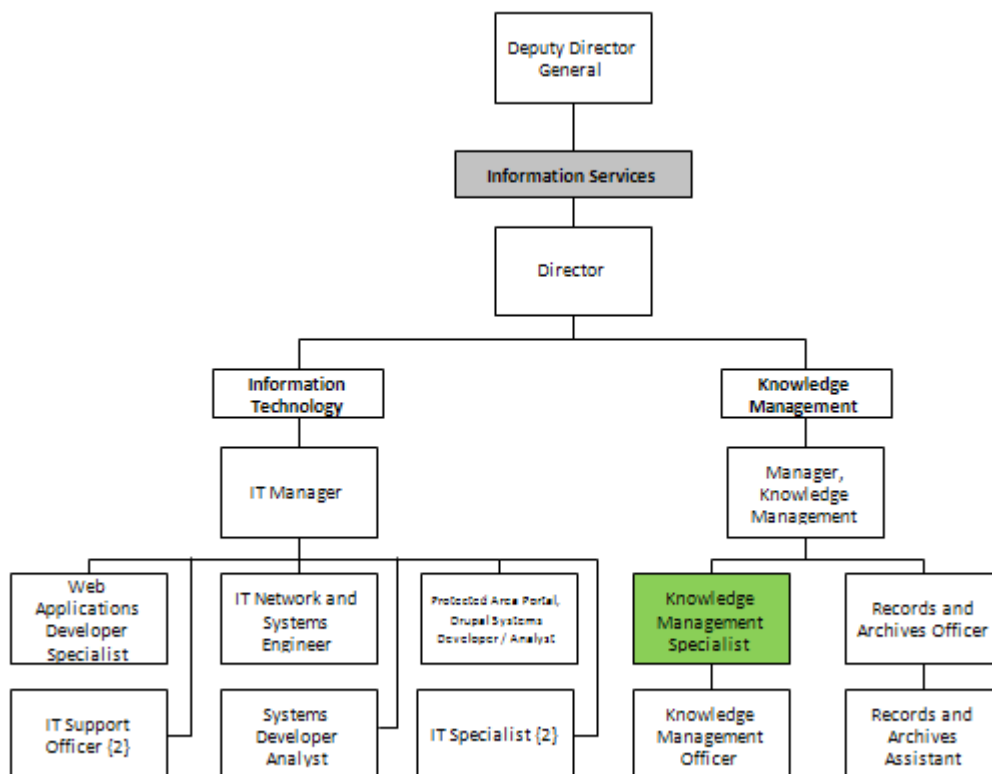 Deputy Director
General
Information Services
Director
Information
Technology
Knowledge
Management
IT Manager
Manager,
Knowledge
Management
Web
Applications
Developer
Specialist
IT Network and
Systems
Engineer
Protected Area Portal,
Drupal Systems
Developer / Analyst
Knowledge
Management
Specialist
Records and
Archives Officer
IT Support
Officer {2}
Systems
Developer
Analyst
IT Specialist {2}
Knowledge
Management
Officer
Records and
Archives
Assistant